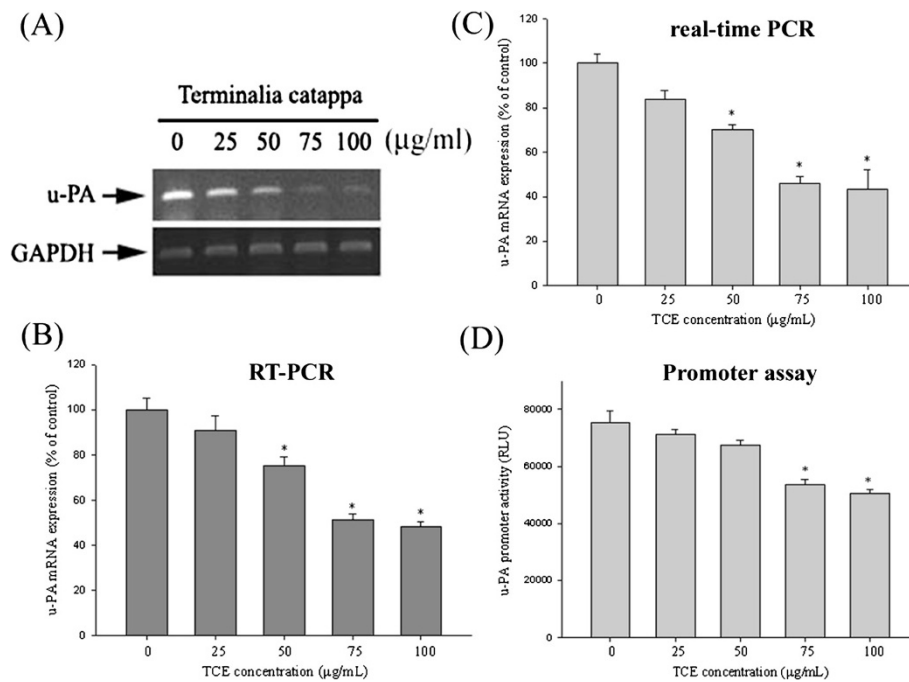 (A)
Terminalia catappa
0 25 50 75 100 (μg/ml)
u-PA
GAPDH
(B)
RT-PCR
u-PA mRNA expression (% of control)
120
100
80
60
40
20
0
*
*
*
0 25 50 75 100
TCE concentration (μg/mL)
(C)
real-time PCR
u-PA mRNA expression (% of control)
120
100
80
60
40
20
0
*
*
*
0 25 50 75 100
TCE concentration (μg/mL)
(D)
Promoter assay
u-PA promoter activity (RLU)
80000
60000
40000
20000
0
*
*
0 25 50 75 100
TCE concentration (μg/mL)